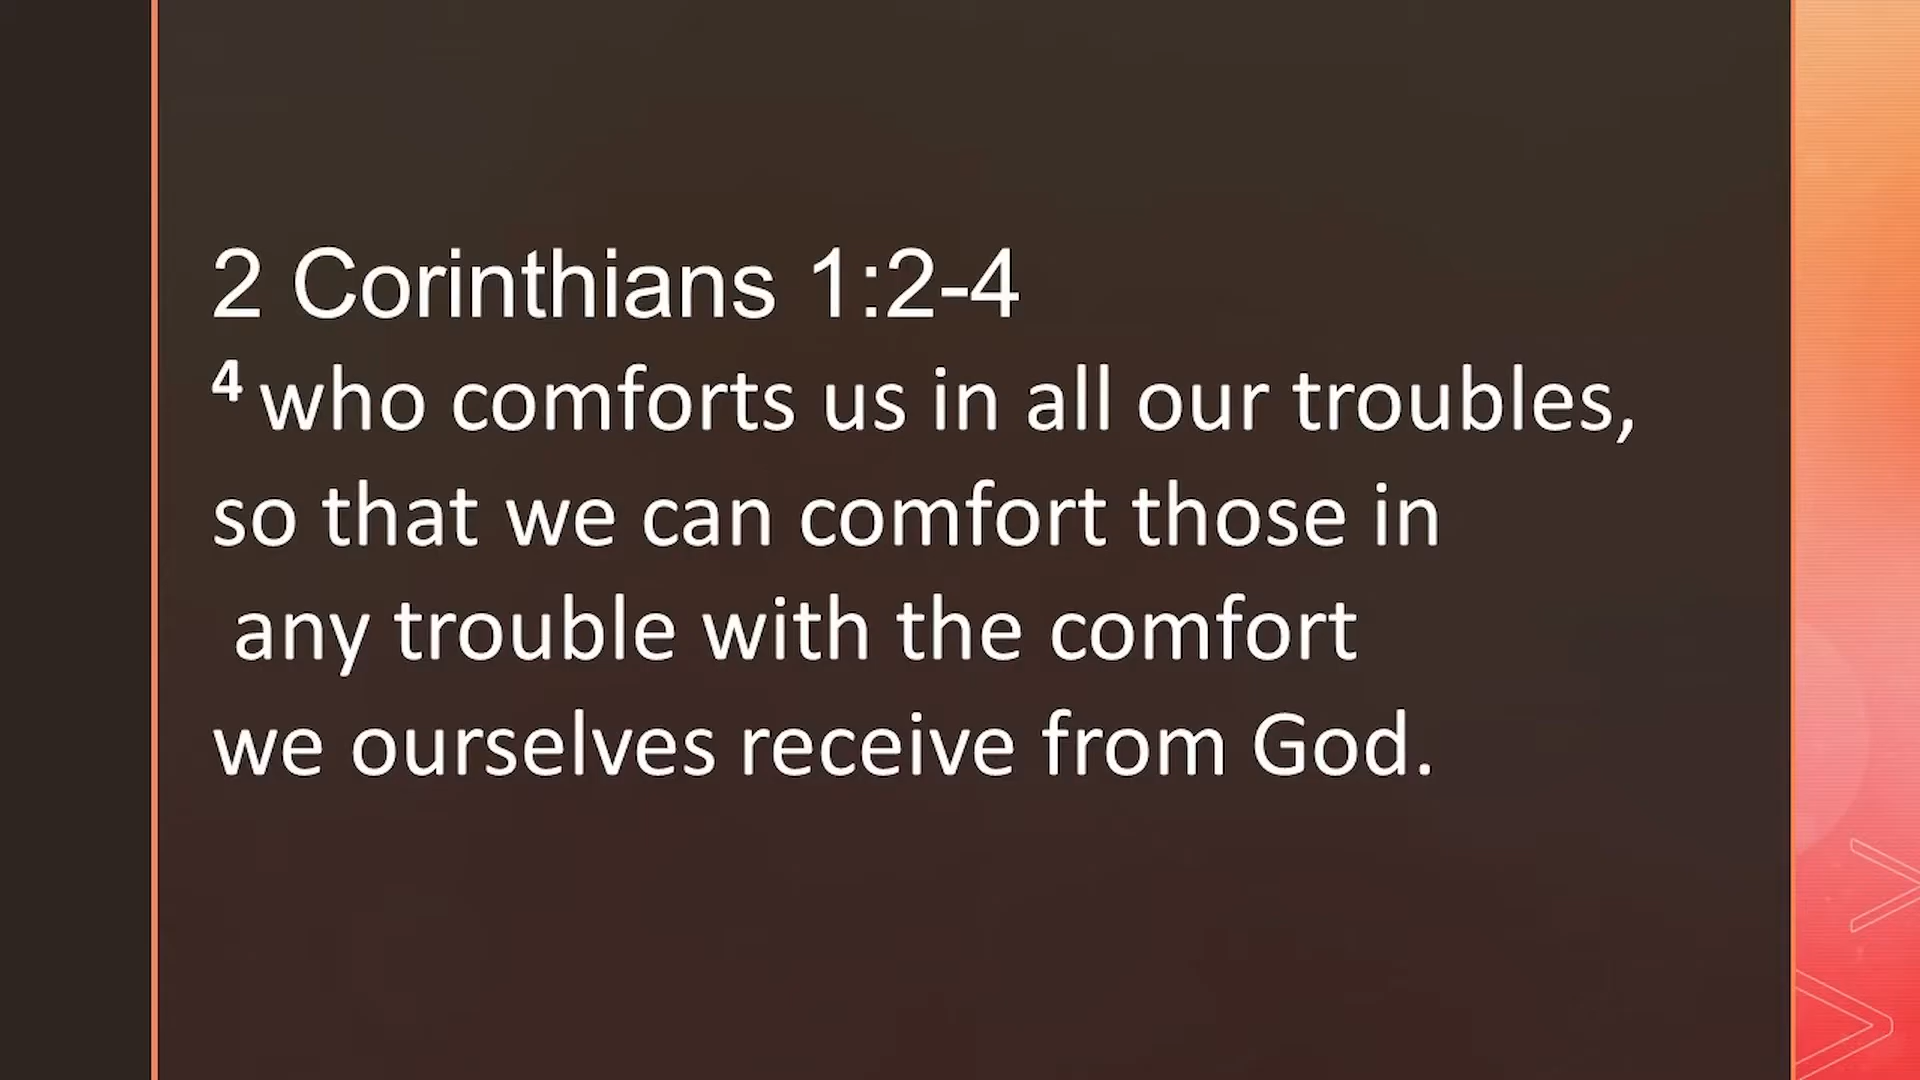 2 Corinthians 1:2-4
4 who comforts us in all our troubles,
so that we can comfort those in
any trouble with the comfort
we ourselves receive from God.